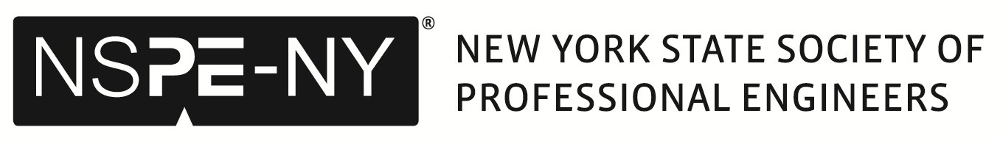 NSPE-NY®
NEW YORK STATE SOCIETY OF
PROFESSIONAL ENGINEERS